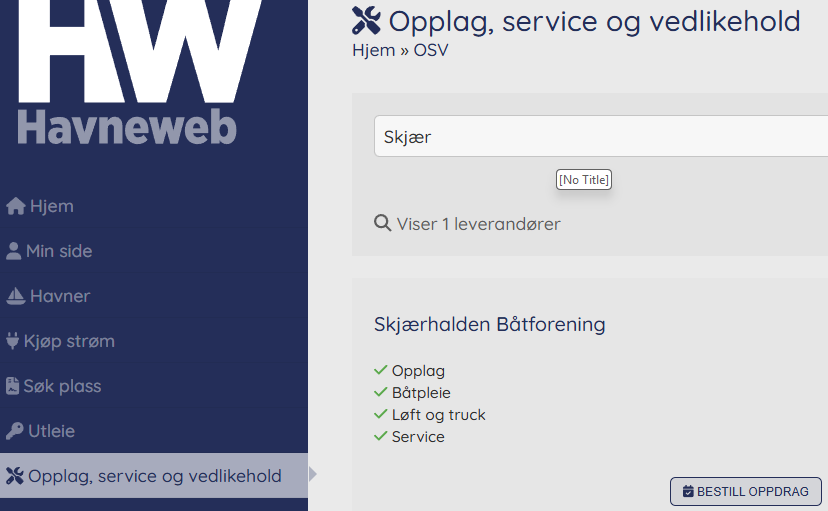 HW
Havneweb
Hjem
Min side
Havner
Kjøp strøm
Søk plass
Utleie
Opplag, service og vedlikehold
Opplag, service og vedlikehold
Hjem » OSV
Skjær
[No Title]
Viser 1 leverandører
Skjærhalden Båtforening
Opplag
Båtpleie
Løft og truck
Service
BESTILL OPPDRAG